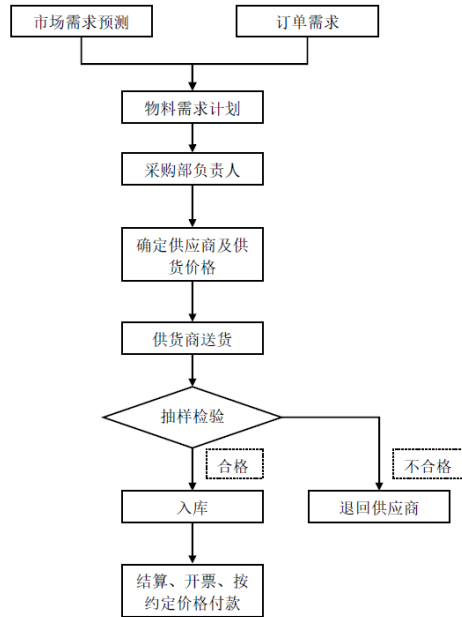 市场需求预测
订单需求
物料需求计划
采购部负责人
确定供应商及供
货价格
供货商送货
抽样检验
合格
不合格
入库
退回供应商
结算、开票、按
约定价格付款